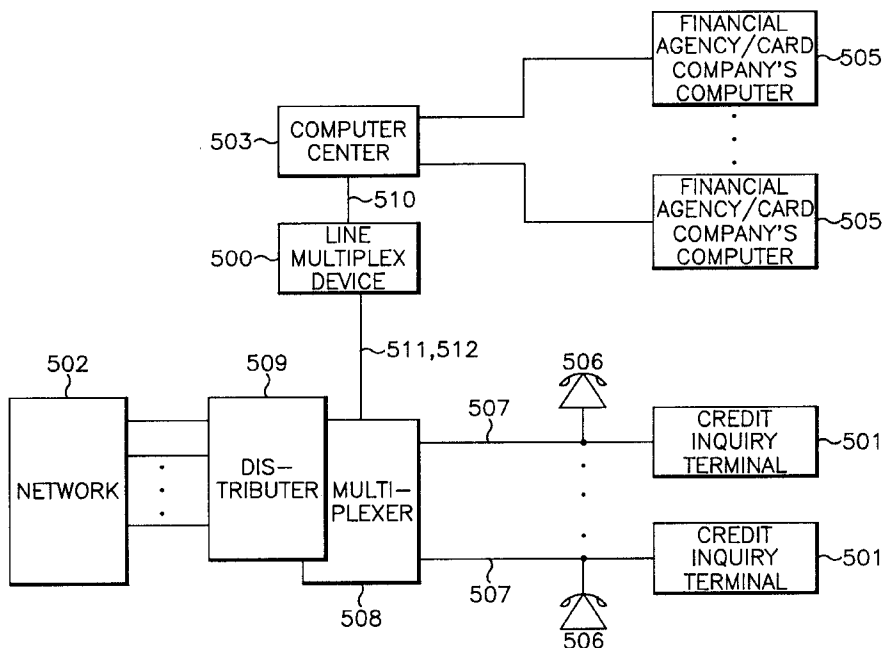 FINANCIAL
AGENCY/CARD
COMPANY'S
COMPUTER
505
503
COMPUTER
CENTER
510
FINANCIAL
AGENCY/CARD
COMPANY'S
COMPUTER
505
500
LINE
MULTIPLEX
DEVICE
511,512
502
509
506
507
CREDIT
INQUIRY
TERMINAL
501
NETWORK
DIS-
TRIBUTER
MULTI-
PLEXER
CREDIT
INQUIRY
TERMINAL
501
507
508
506